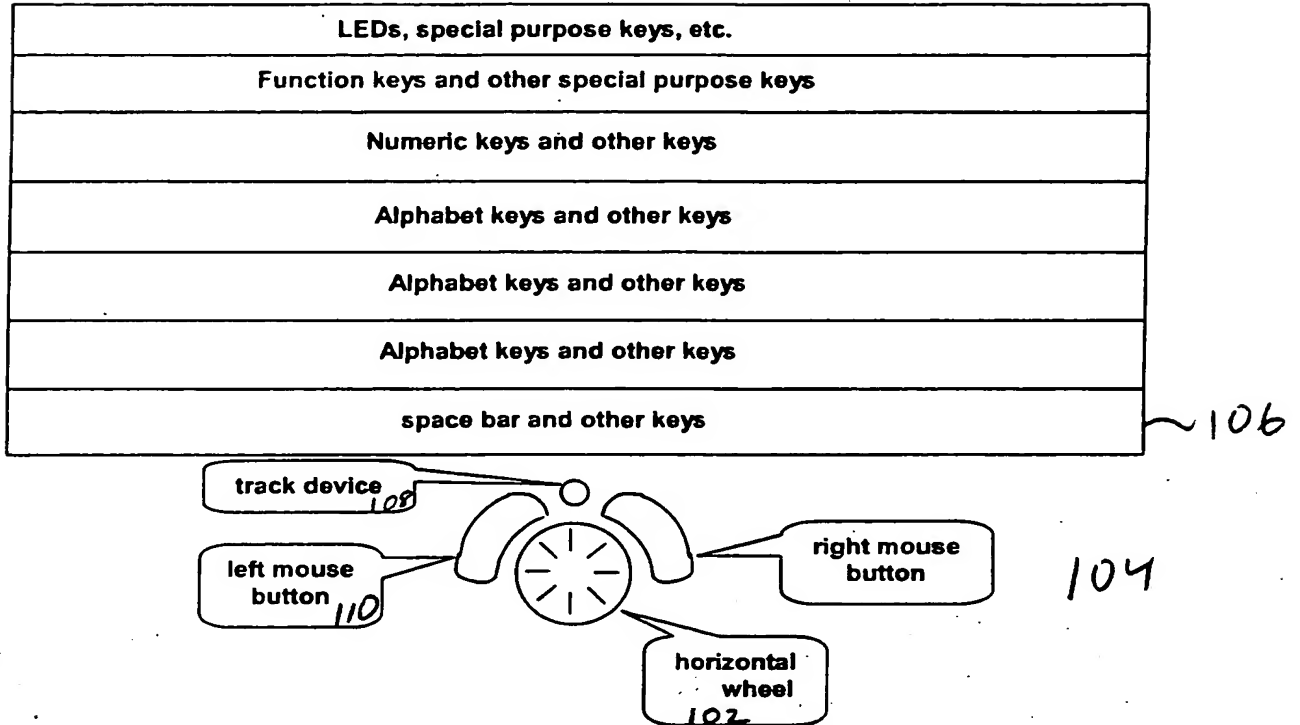 LEDs, special purpose keys, etc.
Function keys and other special purpose keys
Numeric keys and other keys
Alphabet keys and other keys
Alphabet keys and other keys
Alphabet keys and other keys
space bar and other keys
106
track device
108
left mouse
button
110
right mouse
button
104
horizontal
wheel
102